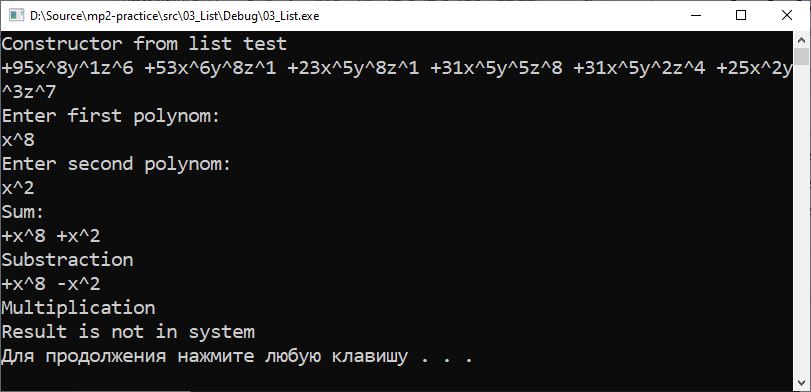 D:\Source\mp2-practice\src\03_List\Debug\03_List.exe
Constructor from list test
+95x^8y^1z^6 +53x^6y^8z^1 +23x^5y^8z^1 +31x^5y^5z^8 +31x^5y^2z^4 +25x^2y
^3z^7
Enter first polynom:
x^8
Enter second polynom:
x^2
Sum:
+x^8 +x^2
Substraction
+x^8 -x^2
Multiplication
Result is not in system
Для продолжения нажмите любую клавишу . . .